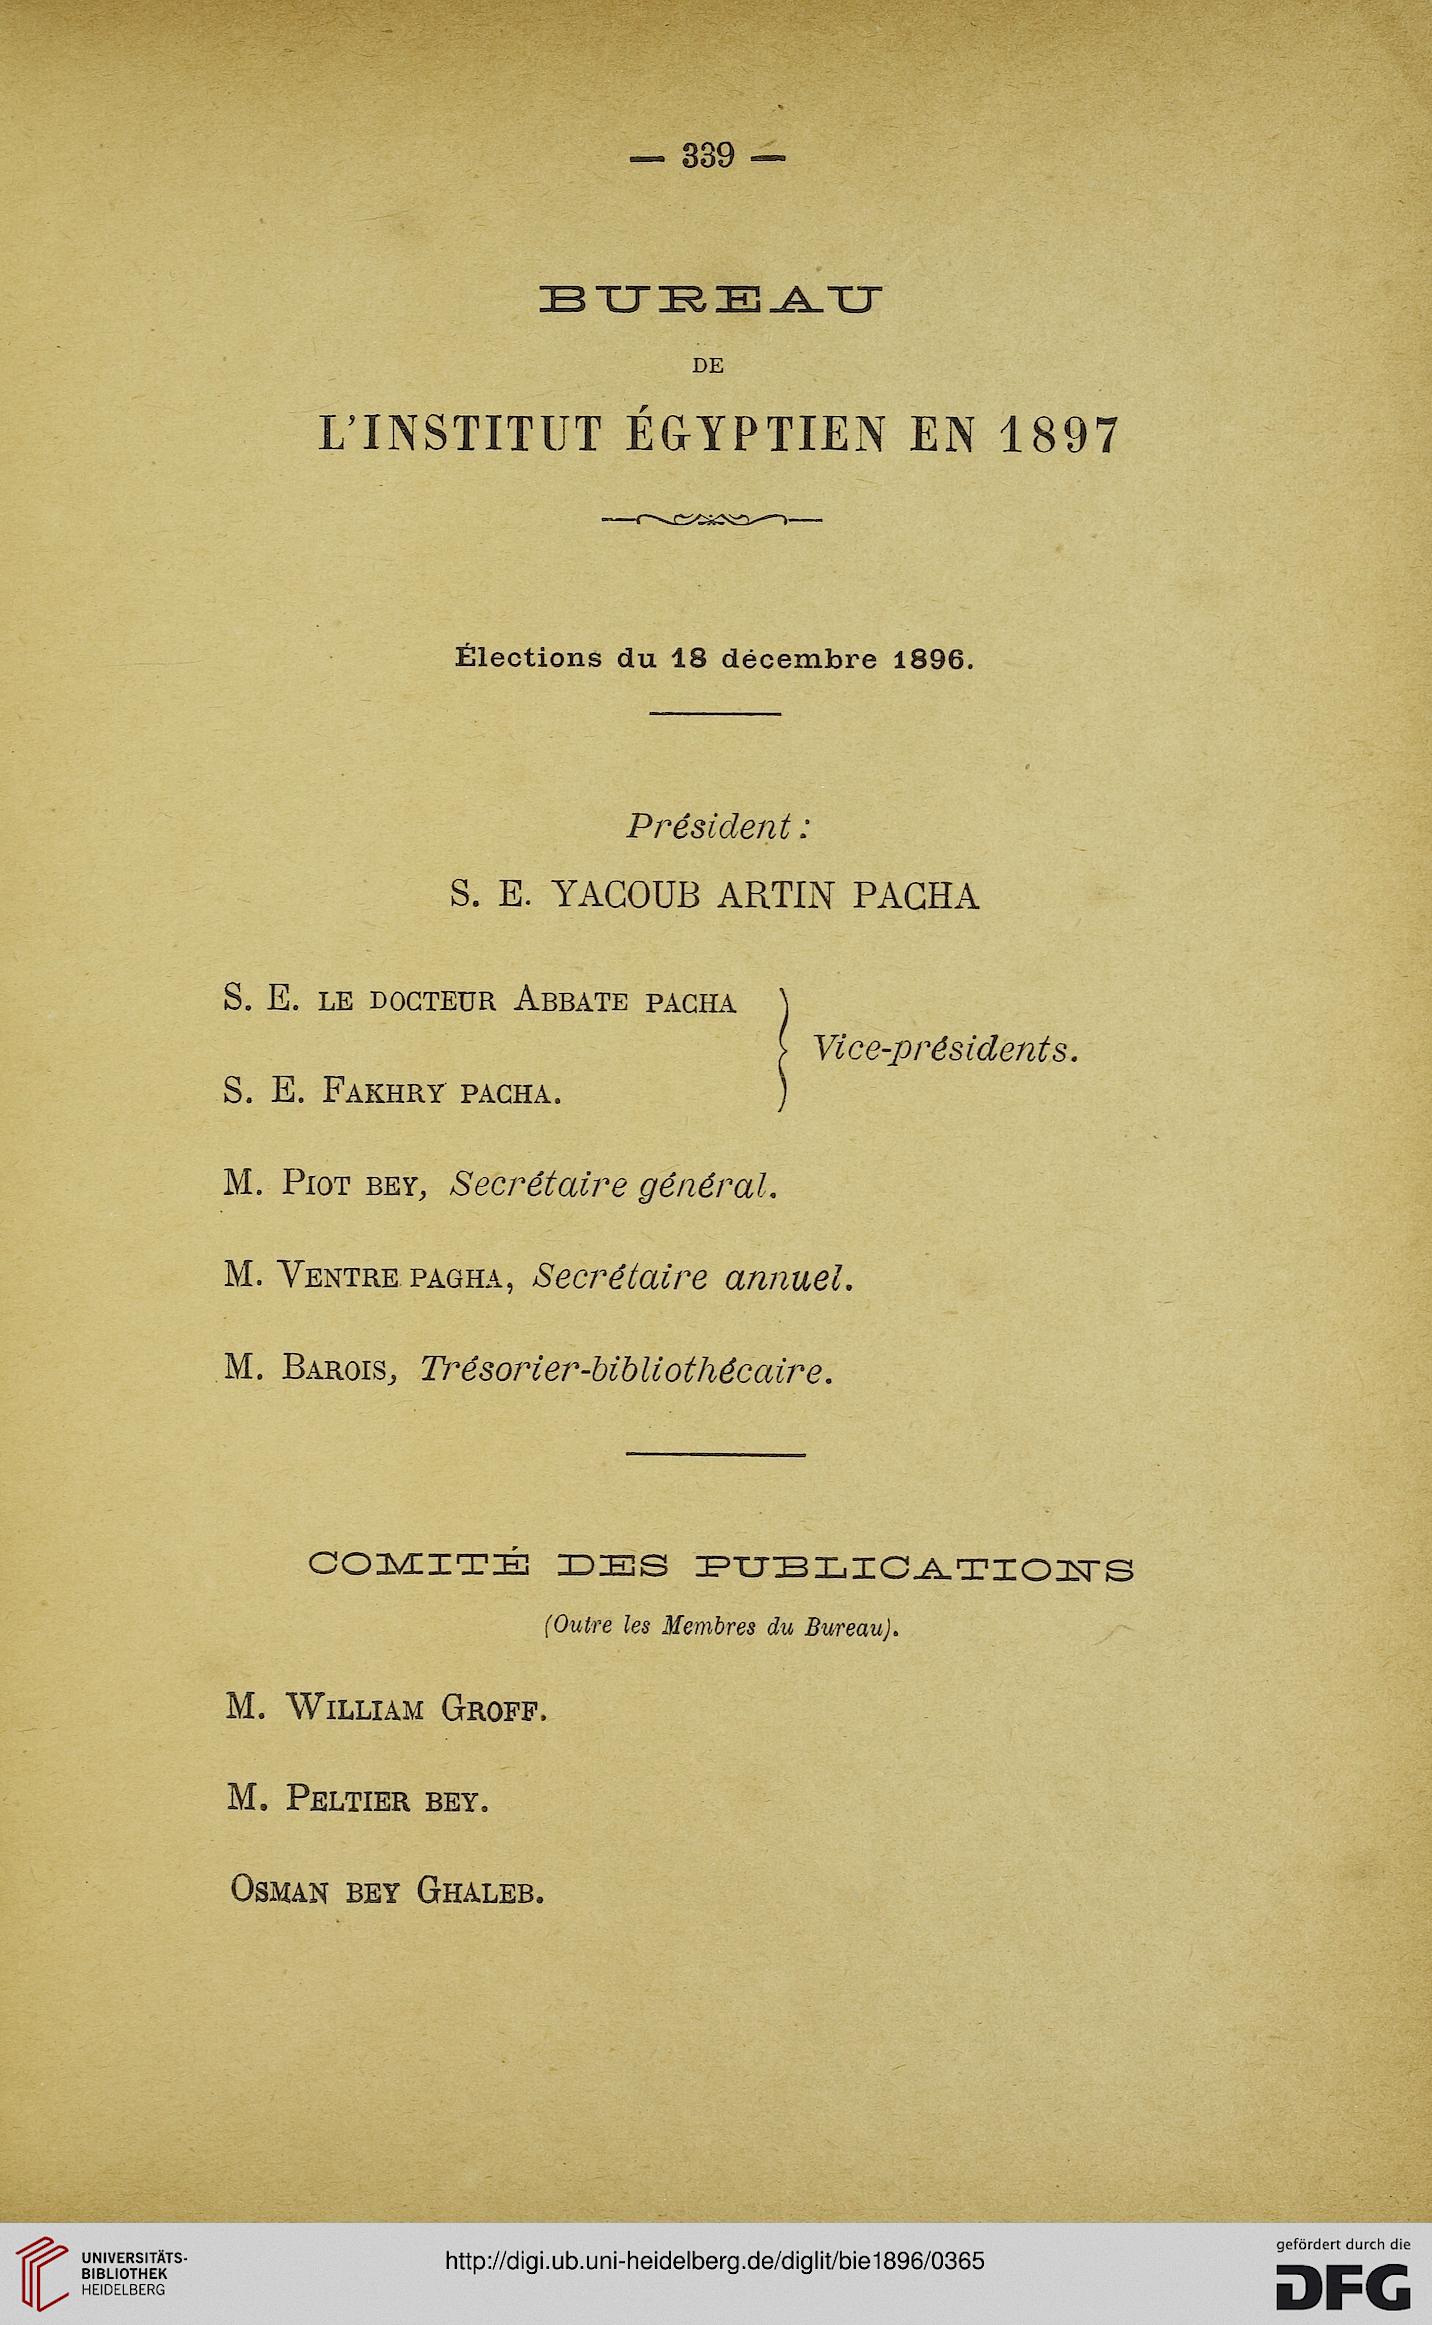 — 339 —
BUREAU
DE
L'INSTITUT ÉGYPTIEN EN 1897
Élections du 18 décembre 1896.
Président :
S. E. YACOUB ARTIN PACHA
S. E. LE DOCTEUR ABBATE PACHA
Vice-présidents.
S. E. FAKHRY PACHA.
M. PIOT BEY, Secrétaire général.
M. VENTRE PACHA, Secrétaire annuel.
M. BAROIS, Trésorier-bibliothécaire.
COMITÉ DES PUBLICATIONS
(Outre les Membres du Bureau).
M. WILLIAM GROFF.
M. PELTIER BEY.
OSMAN BEY GHALEB.
UNIVERSITÄTS-
BIBLIOTHEK
HEIDELBERG
http://digi.ub.uni-heidelberg.de/diglit/bie1896/0365
gefördert durch die
DFG